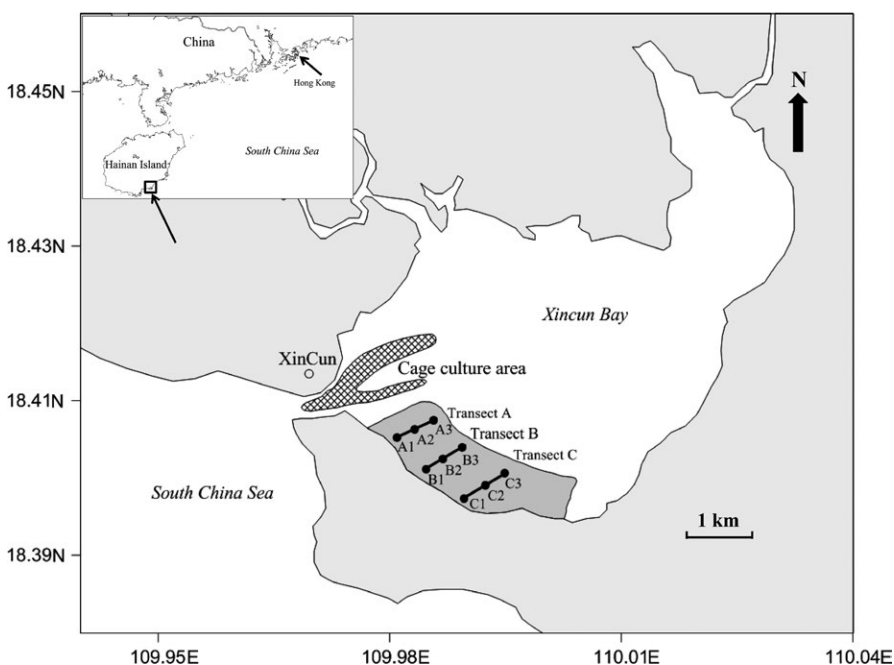 China
Hong Kong
South China Sea
Hainan Island
N
18.45N
18.43N
18.41N
18.39N
Xincun Bay
XinCun
Cage culture area
Transect A
A1 A2 A3
Transect B
B1 B2 B3
Transect C
C1 C2 C3
South China Sea
1 km
109.95E 109.98E 110.01E 110.04E